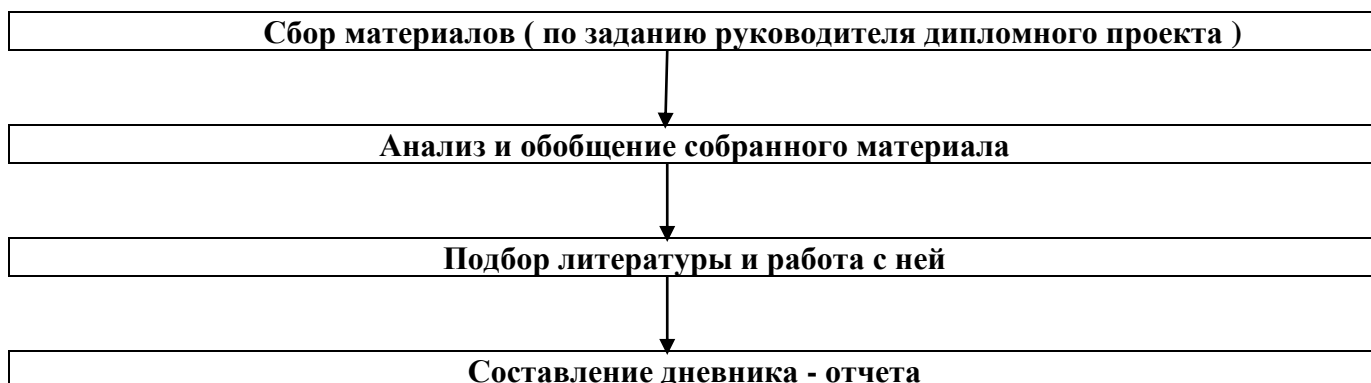 Сбор материалов ( по заданию руководителя дипломного проекта )
Анализ и обобщение собранного материала
Подбор литературы и работа с ней
Составление дневника - отчета